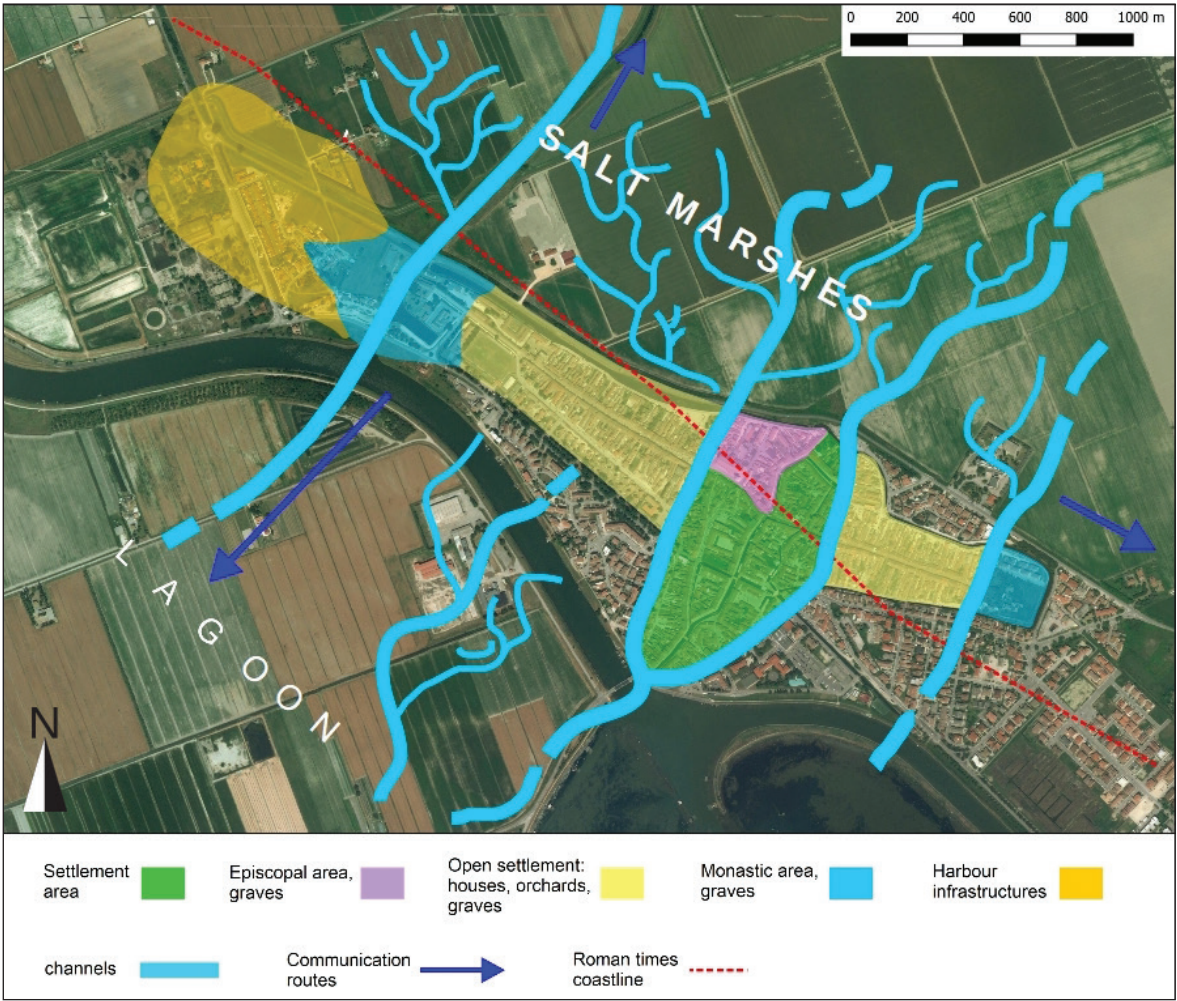 0 200 400 600 800 1000 m
SALT MARSHES
LAGOON
N
Settlement
area
Episcopal area,
graves
Open settlement:
houses, orchards,
graves
Monastic area,
graves
Harbour
infrastructures
channels
Communication
routes
Roman times
coastline